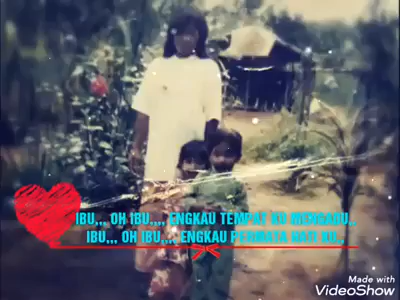 IBU,,, OH IBU,,,, ENGKAU TEMPAT KU MENGADU,,
IBU,,, OH IBU,,,, ENGKAU PERMATA HATI KU,,
Made with
VideoShow